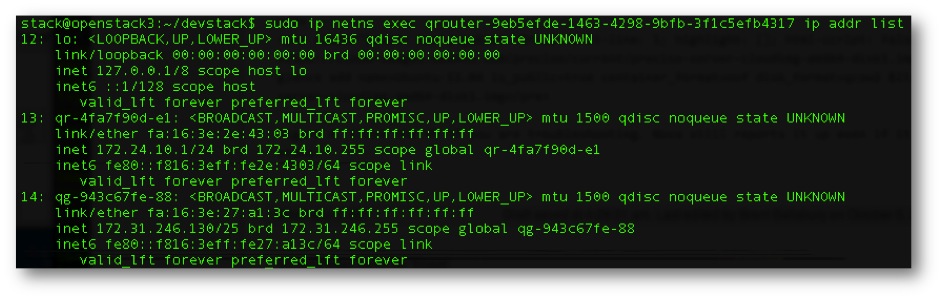 stack@openstack3:~/devstack$ sudo ip netns exec qrouter-9eb5efde-1463-4298-9bfb-3f1c5efb4317 ip addr list
12: lo: <LOOPBACK,UP,LOWER_UP> mtu 16436 qdisc noqueue state UNKNOWN
link/loopback 00:00:00:00:00:00 brd 00:00:00:00:00:00
inet 127.0.0.1/8 scope host lo
inet6 ::1/128 scope host
valid_lft forever preferred_lft forever
13: qr-4fa7f90d-e1: <BROADCAST,MULTICAST,PROMISC,UP,LOWER_UP> mtu 1500 qdisc noqueue state UNKNOWN
link/ether fa:16:3e:2e:43:03 brd ff:ff:ff:ff:ff:ff
inet 172.24.10.1/24 brd 172.24.10.255 scope global qr-4fa7f90d-e1
inet6 fe80::f816:3eff:fe2e:4303/64 scope link
valid_lft forever preferred_lft forever
14: qg-943c67fe-88: <BROADCAST,MULTICAST,PROMISC,UP,LOWER_UP> mtu 1500 qdisc noqueue state UNKNOWN
link/ether fa:16:3e:27:a1:3c brd ff:ff:ff:ff:ff:ff
inet 172.31.246.130/25 brd 172.31.246.255 scope global qg-943c67fe-88
inet6 fe80::f816:3eff:fe27:a13c/64 scope link
valid_lft forever preferred_lft forever